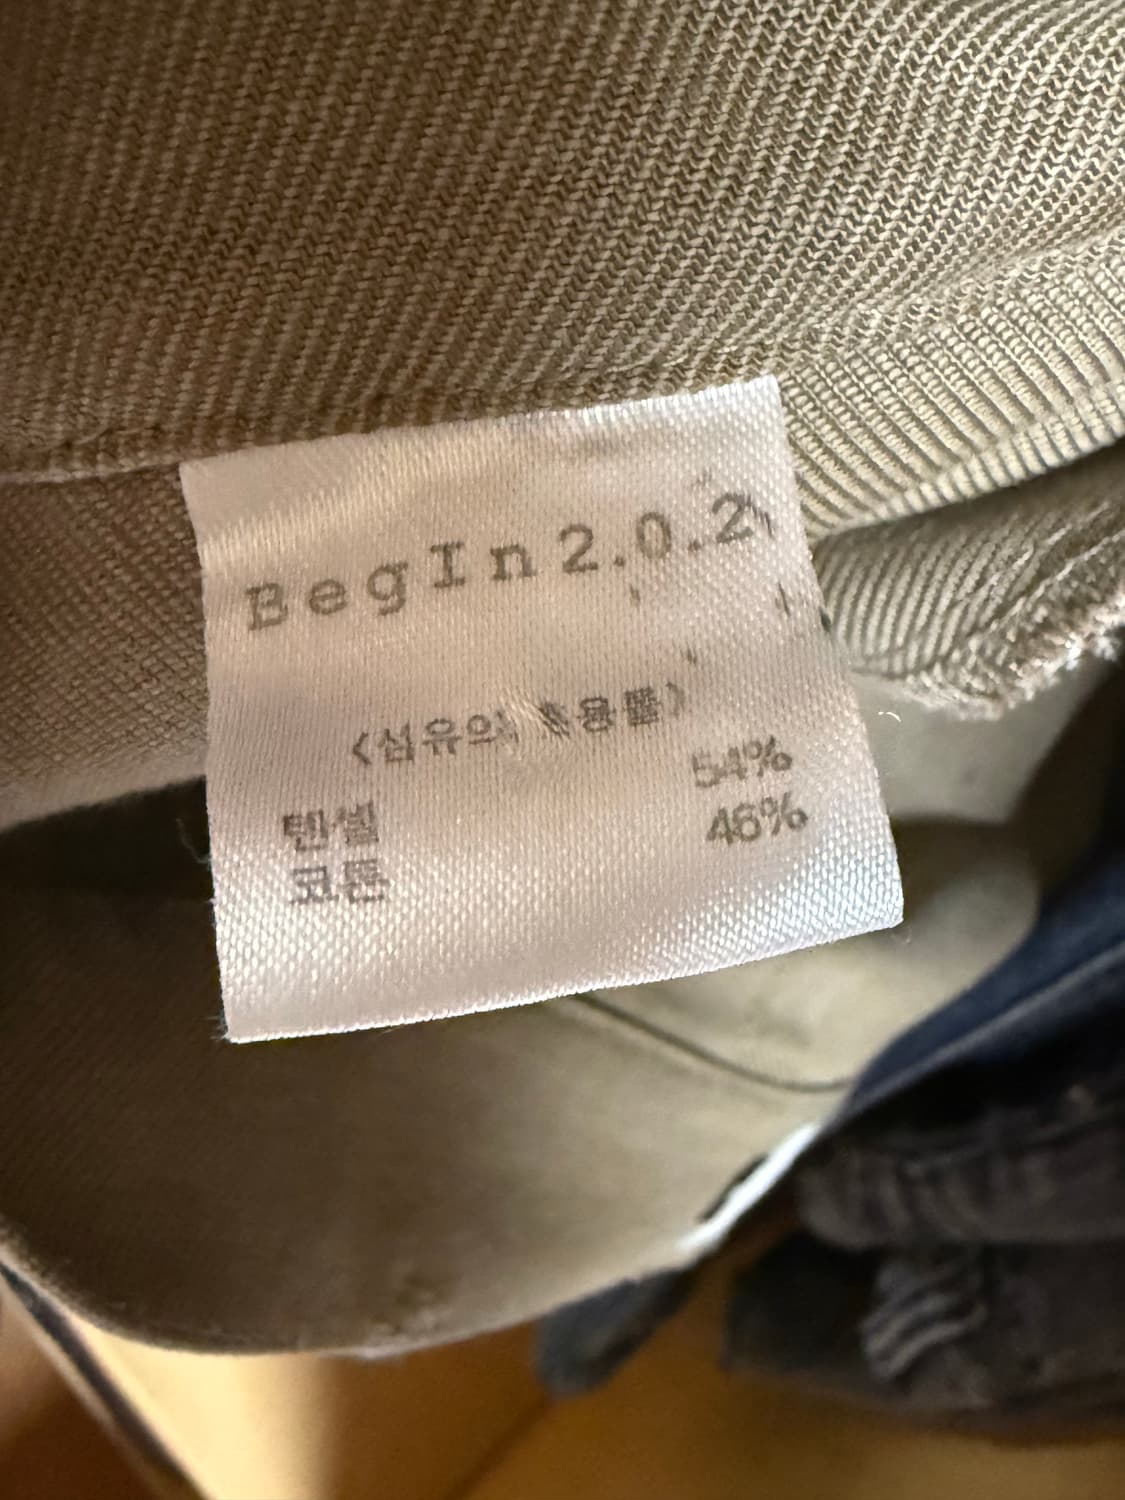 BegIn2.0.2
<섬유의 혼용률>
54%
텐셀
46%
코튼